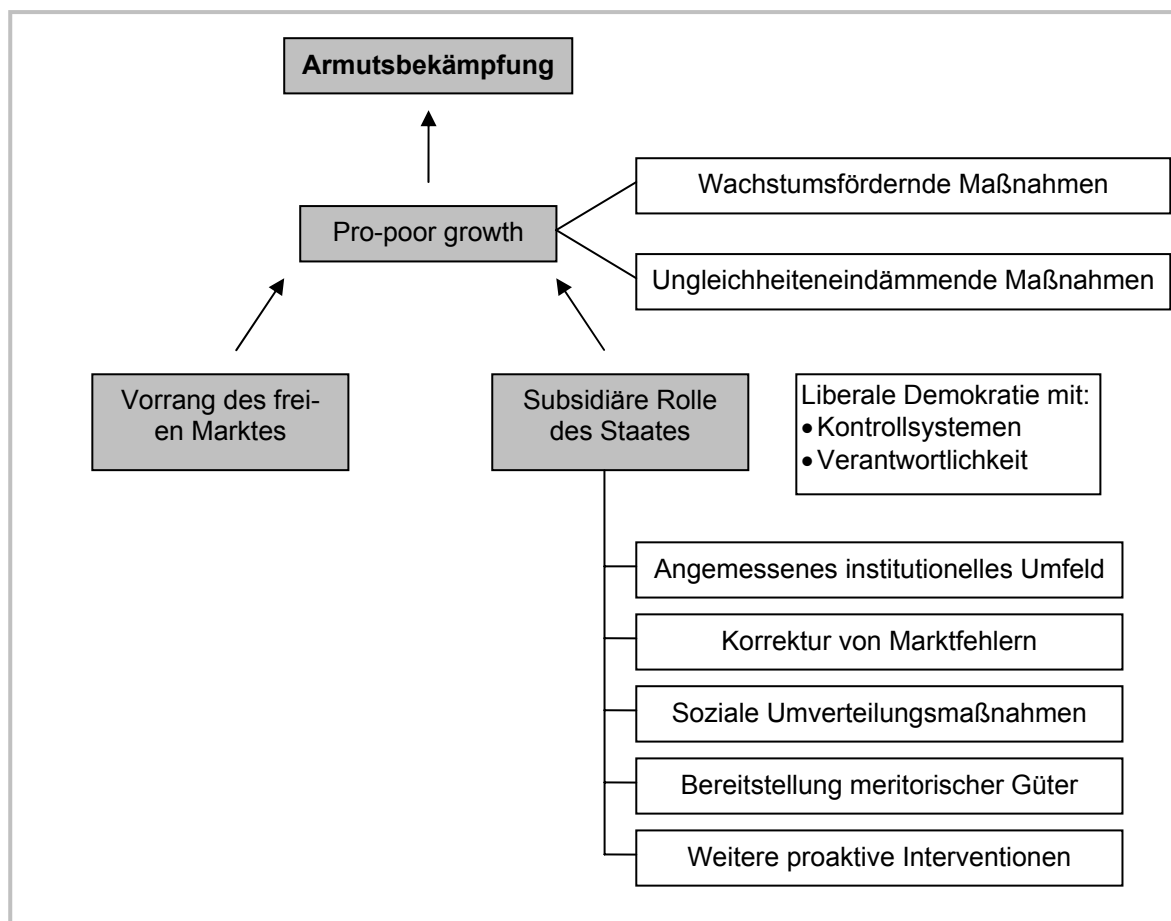 Armutsbekämpfung
Wachstumsfördernde Maßnahmen
Pro-poor growth
Ungleichheiteneindämmende Maßnahmen
Vorrang des frei-
en Marktes
Subsidiäre Rolle
des Staates
Liberale Demokratie mit:
• Kontrollsystemen
• Verantwortlichkeit
Angemessenes institutionelles Umfeld
Korrektur von Marktfehlern
Soziale Umverteilungsmaßnahmen
Bereitstellung meritorischer Güter
Weitere proaktive Interventionen